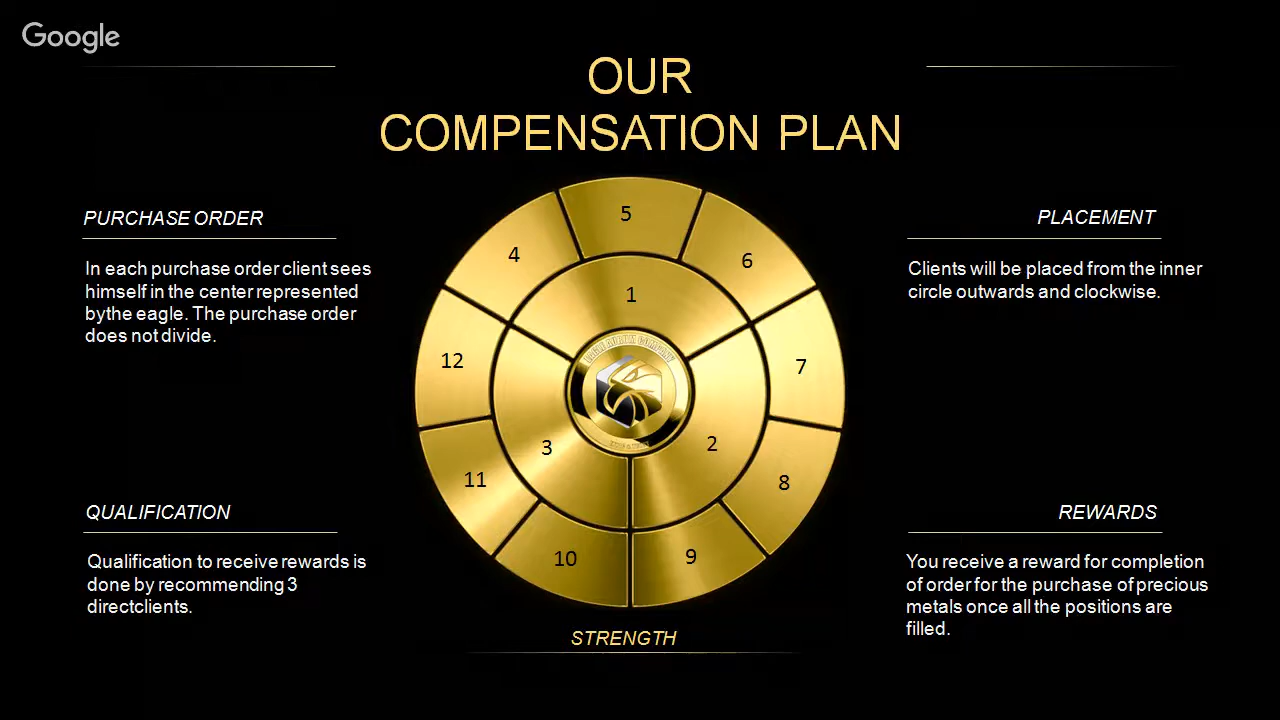 Google
OUR
COMPENSATION PLAN
PURCHASE ORDER
In each purchase order client sees
himself in the center represented
bythe eagle. The purchase order
does not divide.
PLACEMENT
Clients will be placed from the inner
circle outwards and clockwise.
5
4
6
1
12
7
3
2
11
8
10
9
QUALIFICATION
Qualification to receive rewards is
done by recommending 3
directclients.
REWARDS
You receive a reward for completion
of order for the purchase of precious
metals once all the positions are
filled.
STRENGTH